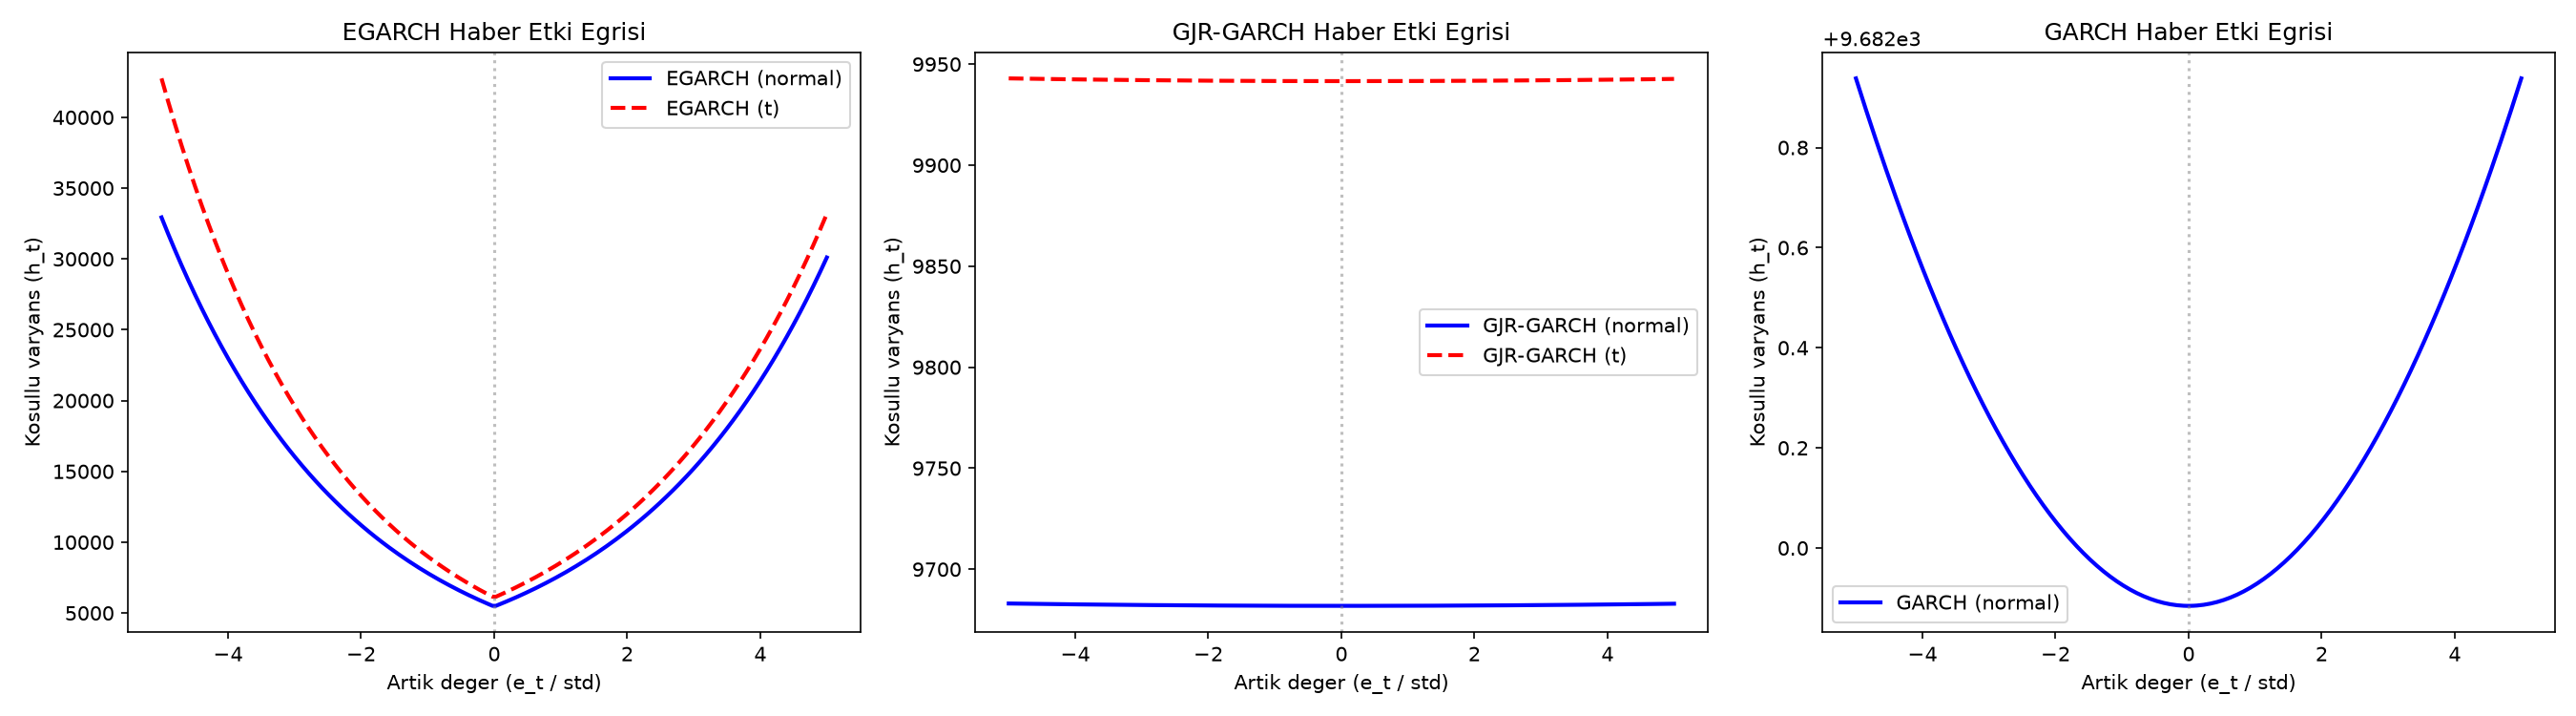 EGARCH Haber Etki Egrisi
EGARCH (normal)
EGARCH (t)
40000
35000
30000
25000
20000
15000
10000
5000
Kosullu varyans (h_t)
−4
−2
0
2
4
Artik deger (e_t / std)
GJR-GARCH Haber Etki Egrisi
9950
9900
9850
9800
9750
9700
Kosullu varyans (h_t)
GJR-GARCH (normal)
GJR-GARCH (t)
−4
−2
0
2
4
Artik deger (e_t / std)
+9.682e3
GARCH Haber Etki Egrisi
0.8
0.6
0.4
0.2
0.0
Kosullu varyans (h_t)
GARCH (normal)
−4
−2
0
2
4
Artik deger (e_t / std)